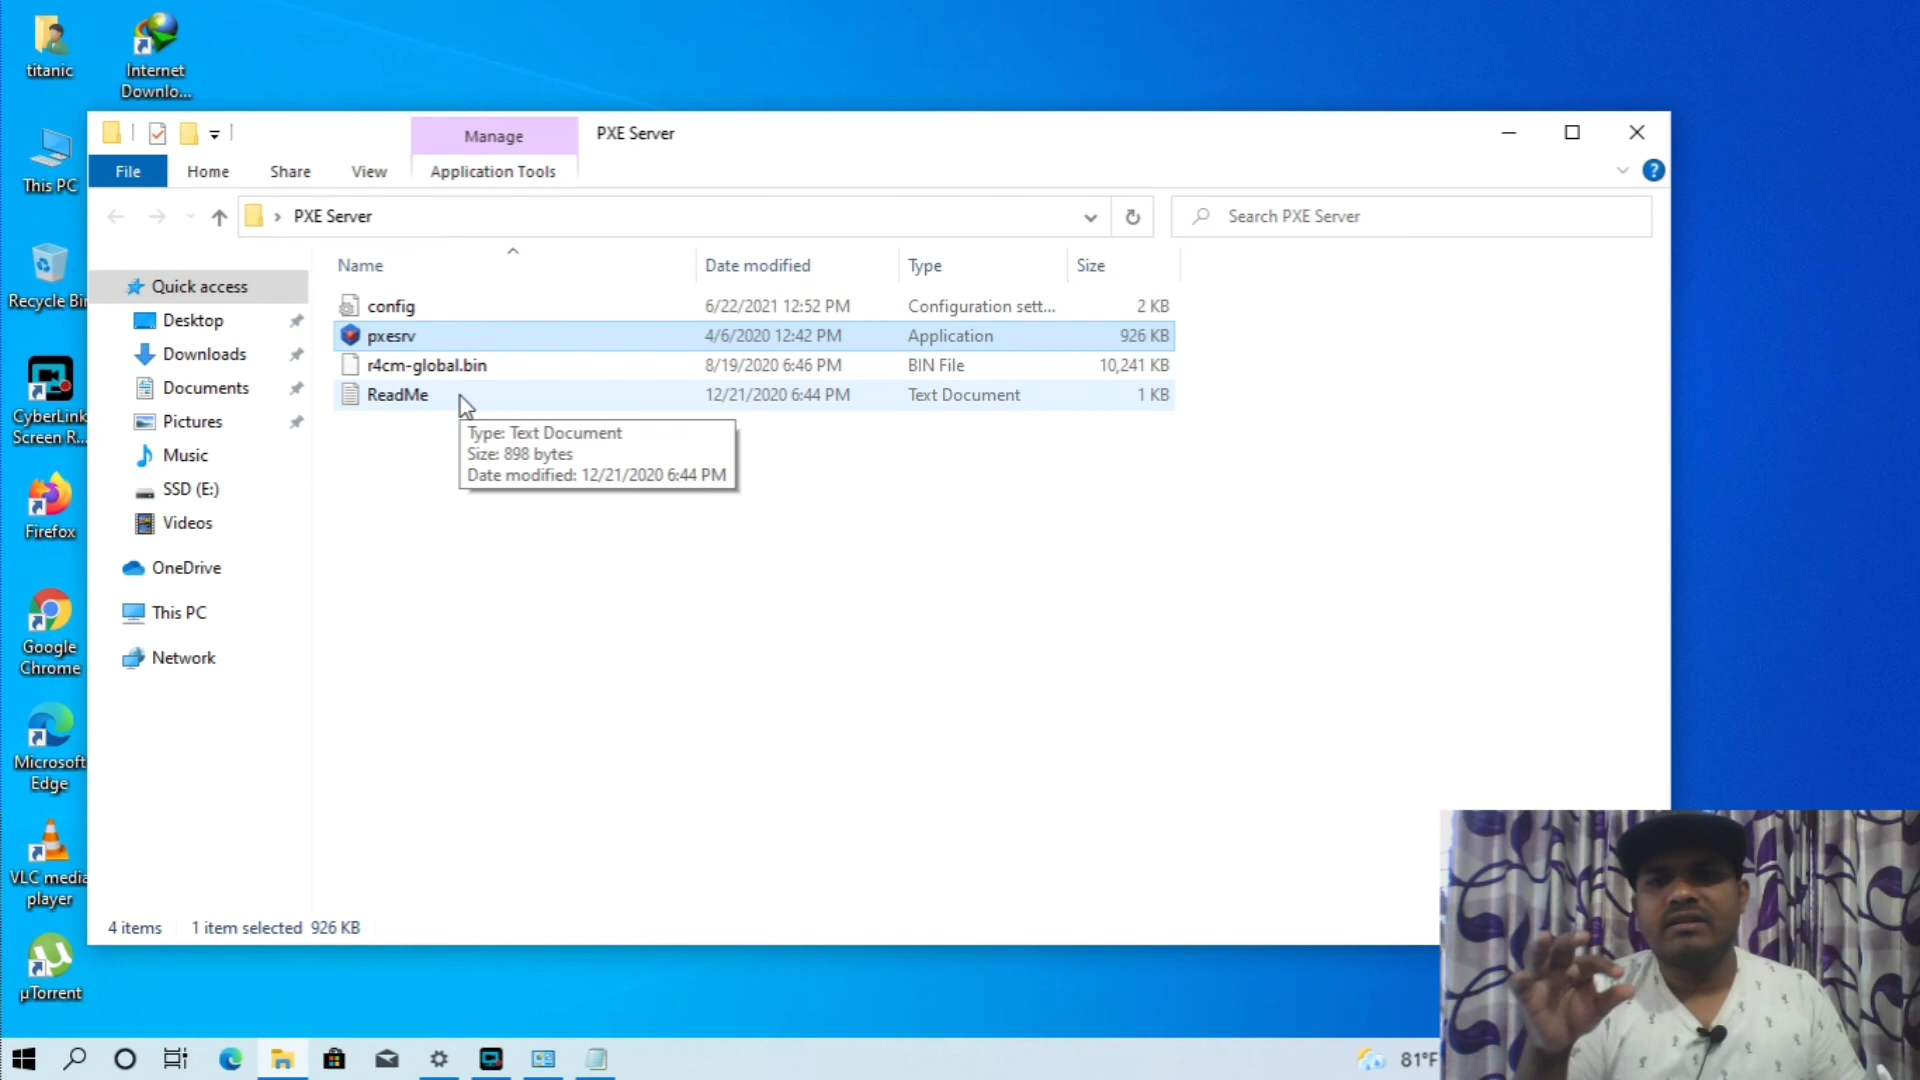 titanic
Internet
Downlo...
This PC
Recycle Bin
CyberLink
Screen R...
Firefox
Google
Chrome
Microsoft
Edge
VLC media
player
µTorrent
Manage
PXE Server
File
Home
Share
View
Application Tools
PXE Server
Search PXE Server
Name
Date modified
Type
Size
config
6/22/2021 12:52 PM
Configuration sett...
2 KB
pxesrv
4/6/2020 12:42 PM
Application
926 KB
r4cm-global.bin
8/19/2020 6:46 PM
BIN File
10,241 KB
ReadMe
12/21/2020 6:44 PM
Text Document
1 KB
Type: Text Document
Size: 898 bytes
Date modified: 12/21/2020 6:44 PM
Quick access
Desktop
Downloads
Documents
Pictures
Music
SSD (E:)
Videos
OneDrive
This PC
Network
4 items
1 item selected 926 KB
81°F